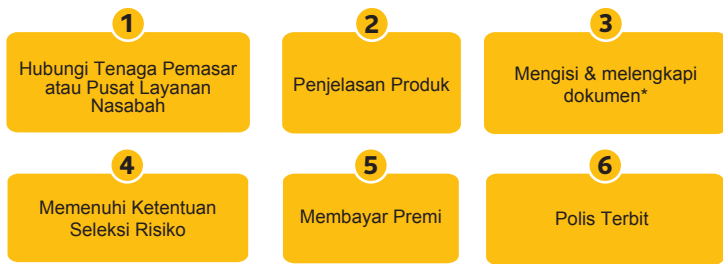 1
Hubungi Tenaga Pemasar
atau Pusat Layanan
Nasabah
2
Penjelasan Produk
3
Mengisi & melengkapi
dokumen*
4
Memenuhi Ketentuan
Seleksi Risiko
5
Membayar Premi
6
Polis Terbit